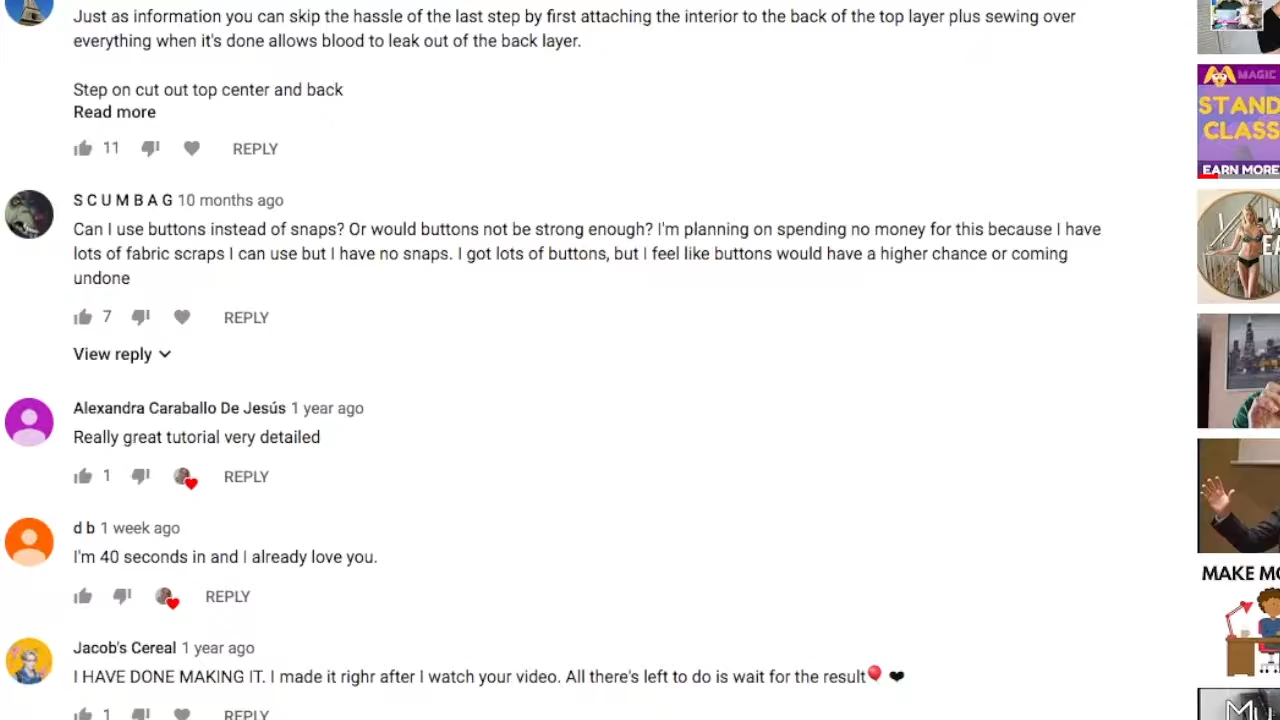 Just as information you can skip the hassle of the last step by first attaching the interior to the back of the top layer plus sewing over
everything when it's done allows blood to leak out of the back layer.
Step on cut out top center and back
Read more
11 REPLY
S C U M B A G 10 months ago
Can I use buttons instead of snaps? Or would buttons not be strong enough? I'm planning on spending no money for this because I have
lots of fabric scraps I can use but I have no snaps. I got lots of buttons, but I feel like buttons would have a higher chance or coming
undone
7 REPLY
View reply
Alexandra Caraballo De Jesús 1 year ago
Really great tutorial very detailed
1 REPLY
d b 1 week ago
I'm 40 seconds in and I already love you.
REPLY
Jacob's Cereal 1 year ago
I HAVE DONE MAKING IT. I made it righr after I watch your video. All there's left to do is wait for the result🎈 ❤
1 REPLY
MAGIC
STAND
CLASS
EARN MORE
MAKE MO